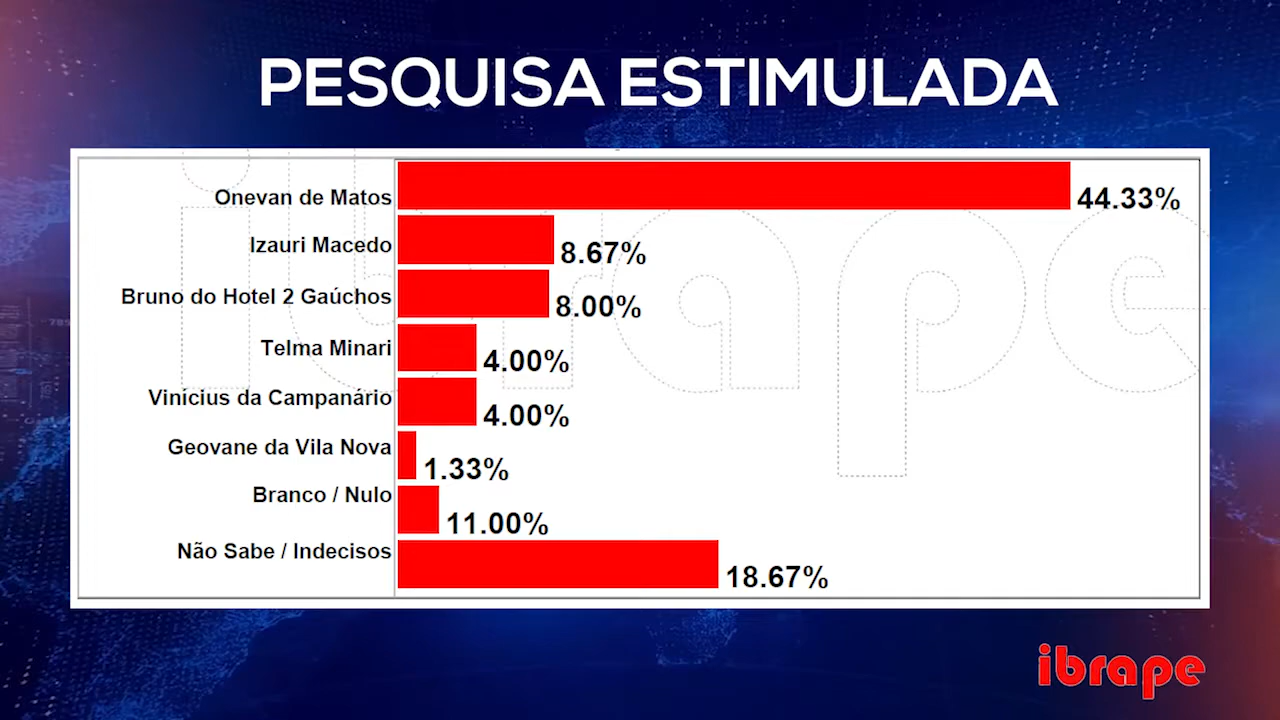 PESQUISA ESTIMULADA
Onevan de Matos 44.33%
Izauri Macedo 8.67%
Bruno do Hotel 2 Gaúchos 8.00%
Telma Minari 4.00%
Vinícius da Campanário 4.00%
Geovane da Vila Nova 1.33%
Branco / Nulo 11.00%
Não Sabe / Indecisos 18.67%
ibrape
ibrape